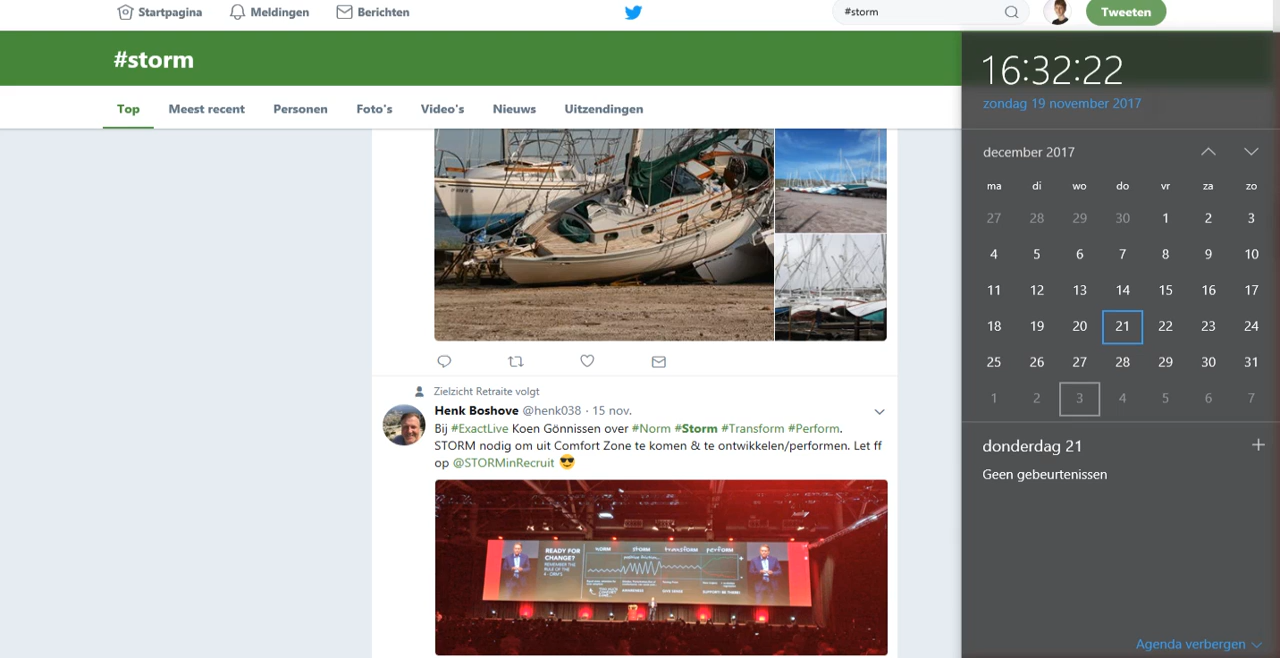 Startpagina
Meldingen
Berichten
#storm
Tweeten
#storm
Top
Meest recent
Personen
Foto's
Video's
Nieuws
Uitzendingen
Zielzicht Retraite volgt
Henk Boshove @henk038 · 15 nov.
Bij #ExactLive Koen Gönnissen over #Norm #Storm #Transform #Perform.
STORM nodig om uit Comfort Zone te komen & te ontwikkelen/performen. Let ff
op @STORMinRecruit 😎
READY FOR
CHANGE?
REMEMBER THE
RULE OF THE
NORM
STORM
transform
perform
16:32:22
zondag 19 november 2017
december 2017
ma di wo do vr za zo
27 28 29 30 1 2 3
4 5 6 7 8 9 10
11 12 13 14 15 16 17
18 19 20 21 22 23 24
25 26 27 28 29 30 31
1 2 3 4 5 6 7
donderdag 21
Geen gebeurtenissen
Agenda verbergen